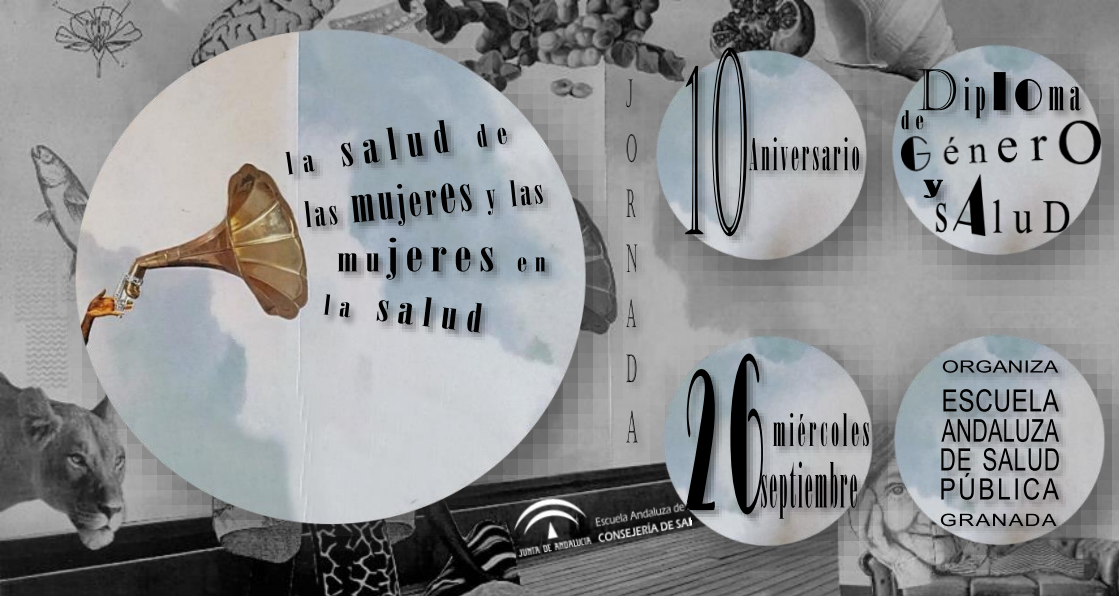 la salud de
las mujeres y las
mujeres en
la salud
JORNADA
10 Aniversario
Diploma
de
Género
y
sAluD
26 miércoles
septiembre
ORGANIZA
ESCUELA
ANDALUZA
DE SALUD
PÚBLICA
GRANADA
JUNTA DE ANDALUCIA
Escuela Andaluza de
CONSEJERÍA DE SA